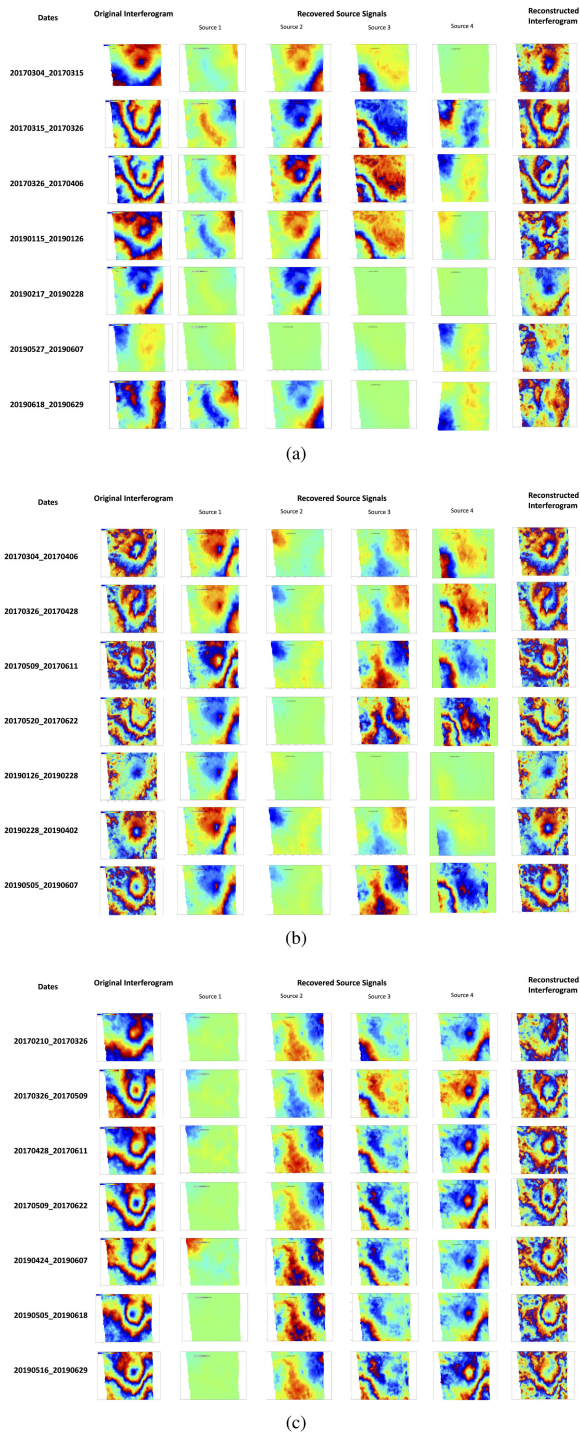 Dates Original Interferogram Recovered Source Signals Reconstructed Interferogram
Source 1 Source 2 Source 3 Source 4
20170304_20170315
20170315_20170326
20170326_20170406
20190115_20190126
20190217_20190228
20190527_20190607
20190618_20190629
(a)
Dates Original Interferogram Recovered Source Signals Reconstructed Interferogram
Source 1 Source 2 Source 3 Source 4
20170304_20170406
20170326_20170428
20170509_20170611
20170520_20170622
20190126_20190228
20190228_20190402
20190505_20190607
(b)
Dates Original Interferogram Recovered Source Signals Reconstructed Interferogram
Source 1 Source 2 Source 3 Source 4
20170210_20170326
20170326_20170509
20170428_20170611
20170509_20170622
20190424_20190607
20190505_20190618
20190516_20190629
(c)